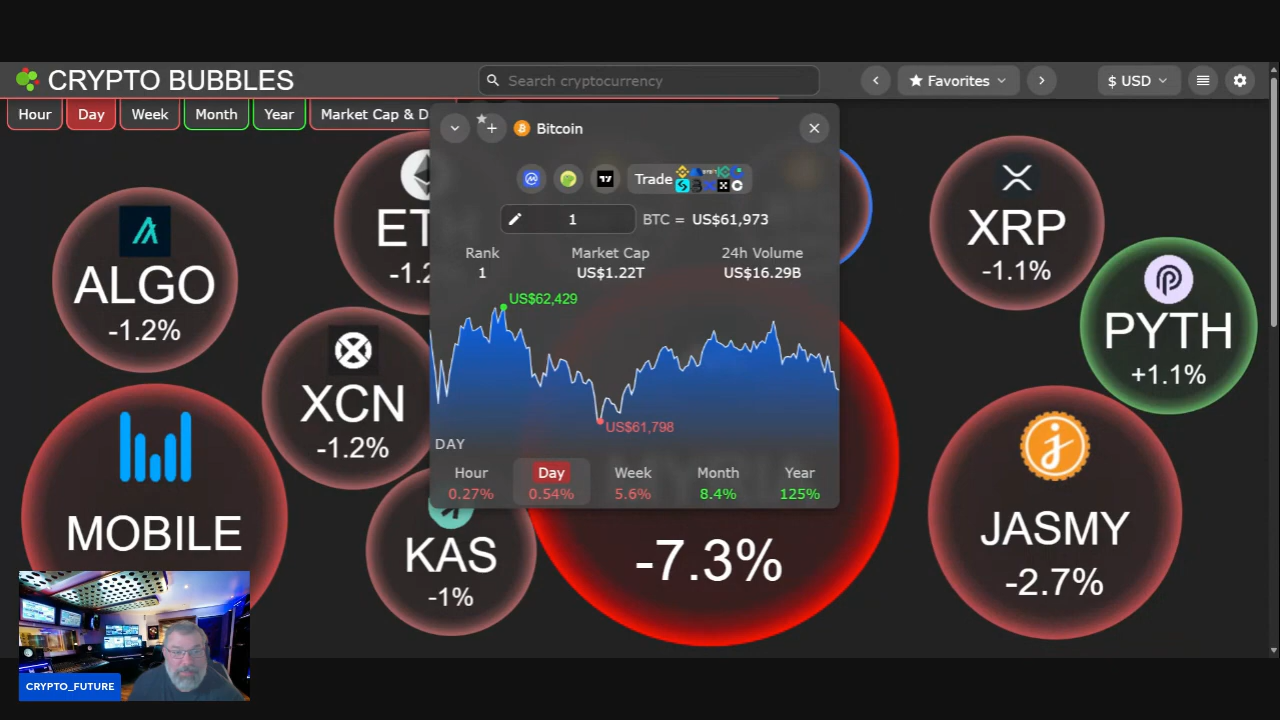 CRYPTO BUBBLES
Search cryptocurrency
Favorites
$ USD
Hour
Day
Week
Month
Year
Market Cap & D
Bitcoin
Trade
1
BTC = US$61,973
Rank
Market Cap
24h Volume
1
US$1.22T
US$16.29B
US$62,429
US$61,798
DAY
Hour
Day
Week
Month
Year
0.27%
0.54%
5.6%
8.4%
125%
ALGO
-1.2%
ETH
-1.2
XRP
-1.1%
PYTH
+1.1%
XCN
-1.2%
MOBILE
KAS
-1%
-7.3%
JASMY
-2.7%
CRYPTO_FUTURE